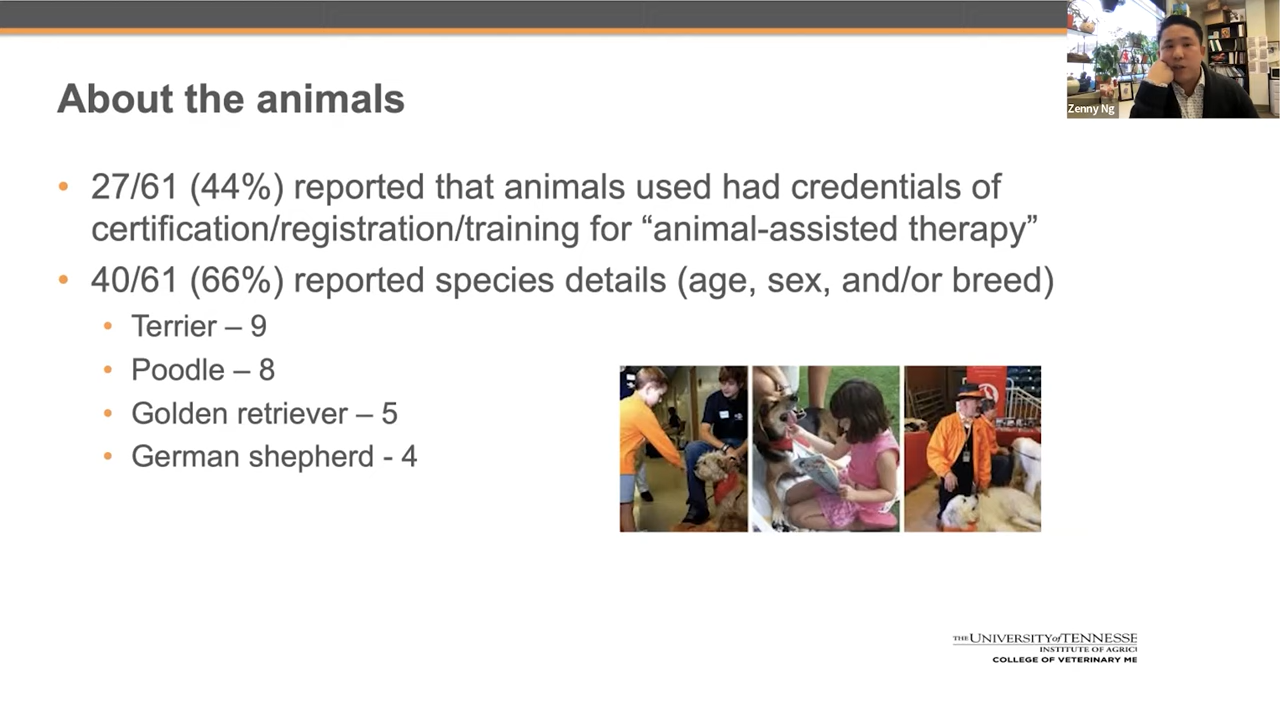 Zenny Ng
About the animals
• 27/61 (44%) reported that animals used had credentials of
certification/registration/training for “animal-assisted therapy”
• 40/61 (66%) reported species details (age, sex, and/or breed)
• Terrier – 9
• Poodle – 8
• Golden retriever – 5
• German shepherd - 4
THE UNIVERSITY of TENNESSE
INSTITUTE OF AGRIC
COLLEGE OF VETERINARY ME